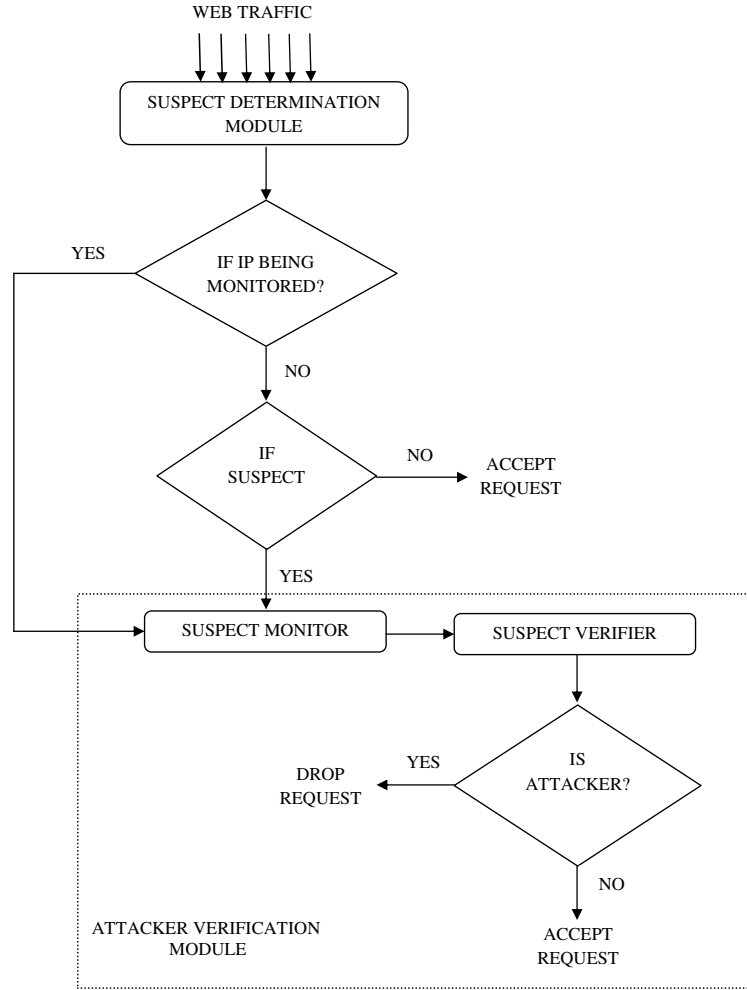 WEB TRAFFIC
SUSPECT DETERMINATION
MODULE
YES
IF IP BEING
MONITORED?
NO
IF
SUSPECT
NO
ACCEPT
REQUEST
YES
SUSPECT MONITOR
SUSPECT VERIFIER
IS
ATTACKER?
YES
DROP
REQUEST
NO
ATTACKER VERIFICATION
MODULE
ACCEPT
REQUEST